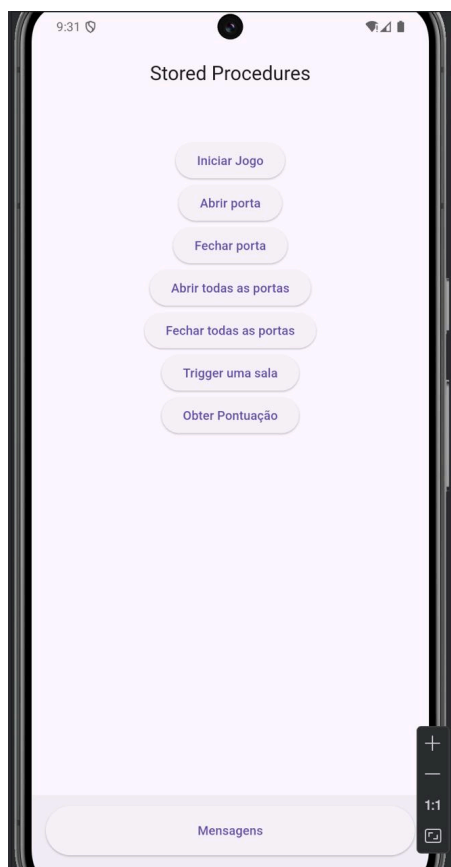 9:31
Stored Procedures
Iniciar Jogo
Abrir porta
Fechar porta
Abrir todas as portas
Fechar todas as portas
Trigger uma sala
Obter Pontuação
1:1
Mensagens